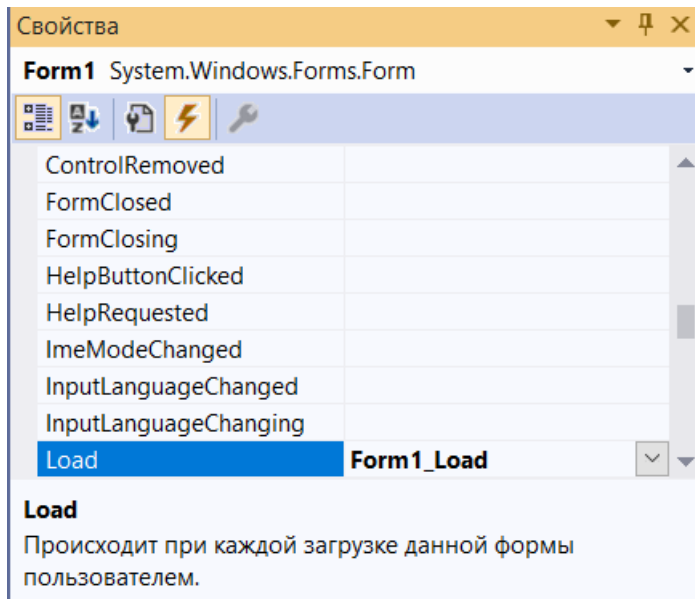 Свойства
Form1 System.Windows.Forms.Form
ControlRemoved
FormClosed
FormClosing
HelpButtonClicked
HelpRequested
ImeModeChanged
InputLanguageChanged
InputLanguageChanging
Load Form1_Load
Load
Происходит при каждой загрузке данной формы
пользователем.